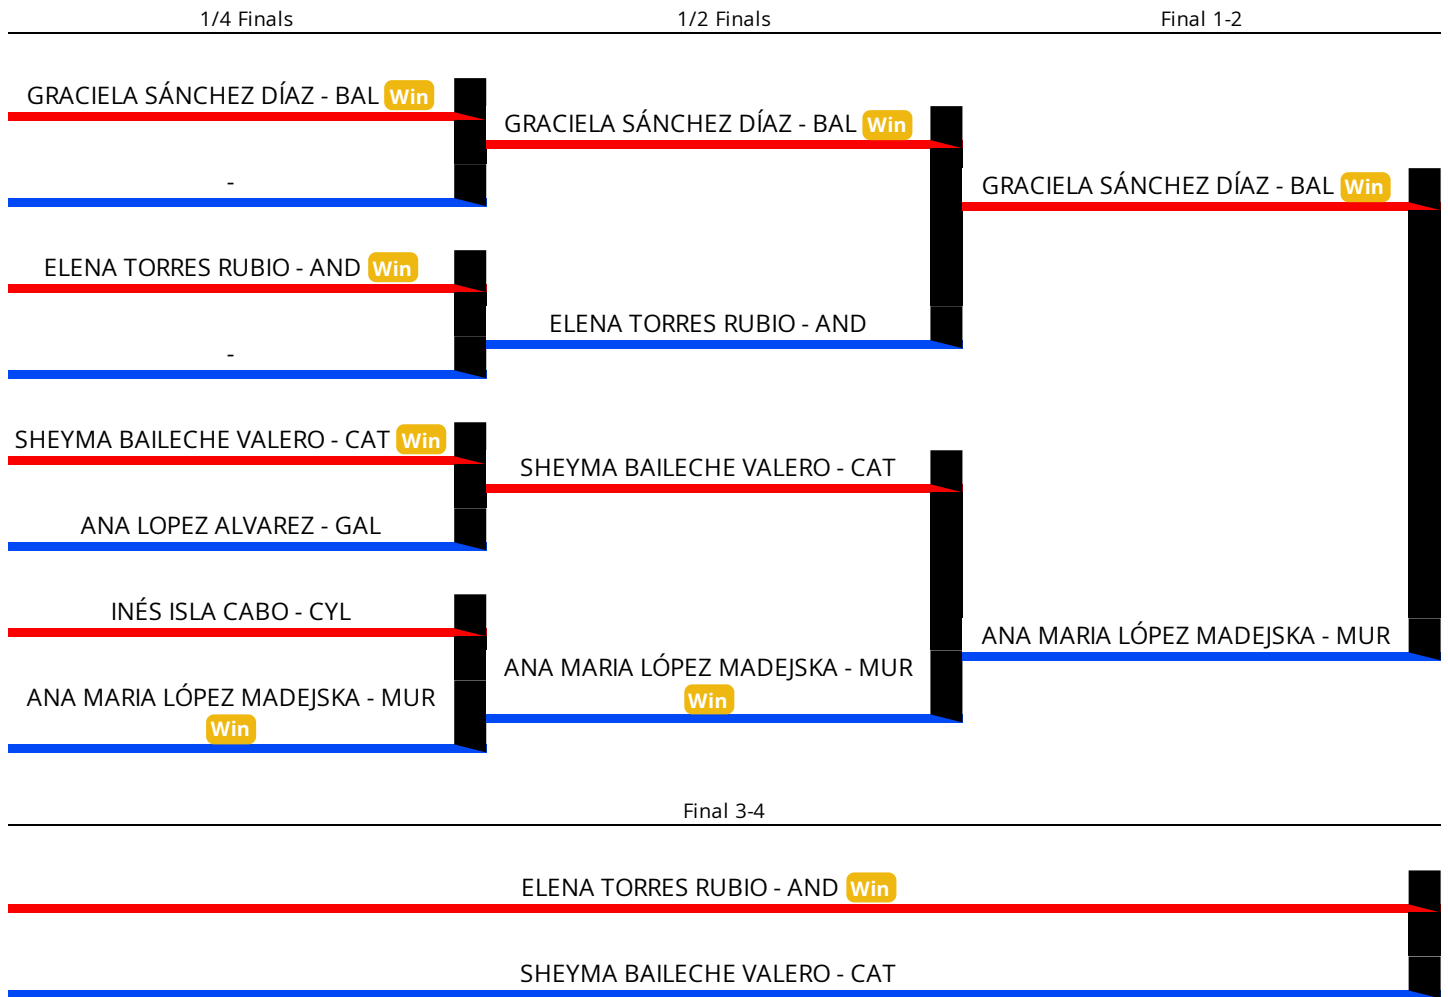 1/4 Finals
1/2 Finals
Final 1-2
GRACIELA SÁNCHEZ DÍAZ - BAL Win
-
ELENA TORRES RUBIO - AND Win
-
SHEYMA BAILECHE VALERO - CAT Win
ANA LOPEZ ALVAREZ - GAL
INÉS ISLA CABO - CYL
ANA MARIA LÓPEZ MADEJSKA - MUR
Win
GRACIELA SÁNCHEZ DÍAZ - BAL Win
ELENA TORRES RUBIO - AND
SHEYMA BAILECHE VALERO - CAT
ANA MARIA LÓPEZ MADEJSKA - MUR
Win
GRACIELA SÁNCHEZ DÍAZ - BAL Win
ANA MARIA LÓPEZ MADEJSKA - MUR
Final 3-4
ELENA TORRES RUBIO - AND Win
SHEYMA BAILECHE VALERO - CAT